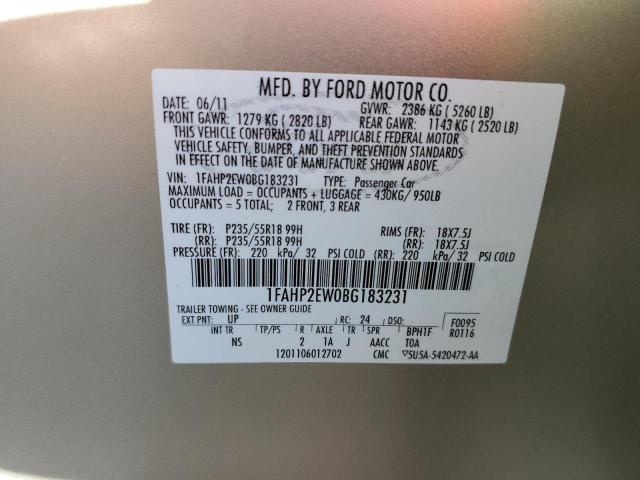 MFD. BY FORD MOTOR CO.
DATE: 06/11 GVWR: 2386 KG ( 5260 LB)
FRONT GAWR: 1279 KG ( 2820 LB) REAR GAWR: 1143 KG ( 2520 LB)
THIS VEHICLE CONFORMS TO ALL APPLICABLE FEDERAL MOTOR
VEHICLE SAFETY, BUMPER, AND THEFT PREVENTION STANDARDS
IN EFFECT ON THE DATE OF MANUFACTURE SHOWN ABOVE.
VIN: 1FAHP2EW0BG183231 TYPE: Passenger Car
MAXIMUM LOAD = OCCUPANTS + LUGGAGE = 430KG/ 950LB
OCCUPANTS = 5 TOTAL; 2 FRONT, 3 REAR
TIRE (FR): P235/55R18 99H RIMS (FR): 18X7.5J
(RR): P235/55R18 99H (RR): 18X7.5J
PRESSURE (FR): 220 kPa/ 32 PSI COLD (RR): 220 kPa/ 32 PSI COLD
1FAHP2EW0BG183231
TRAILER TOWING - SEE OWNER GUIDE
EXT PNT: UP RC: 24 DSO: F0095
INT TR TP/PS R AXLE TR SPR BPH1F R0116
NS 2 1A J AACC TOA
1201106012702 CMC ▽5U5A-5420472-AA